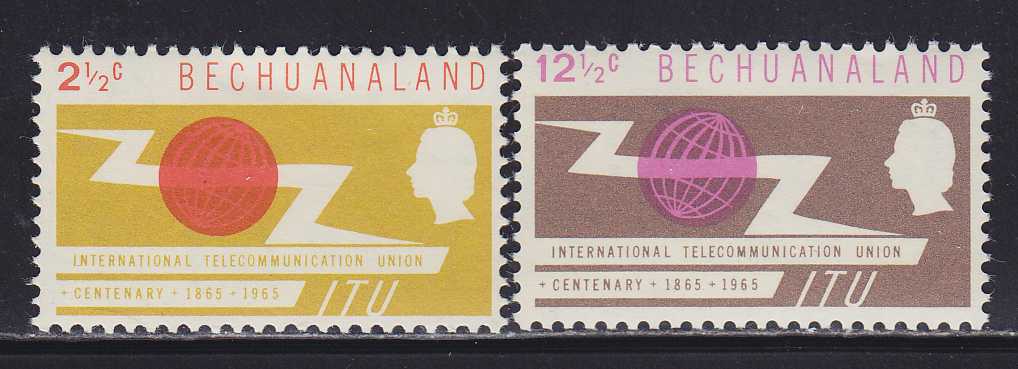 2½c BECHUANALAND
INTERNATIONAL TELECOMMUNICATION UNION
+ CENTENARY + 1865 + 1965 ITU
12½c BECHUANALAND
INTERNATIONAL TELECOMMUNICATION UNION
+ CENTENARY + 1865 + 1965 ITU